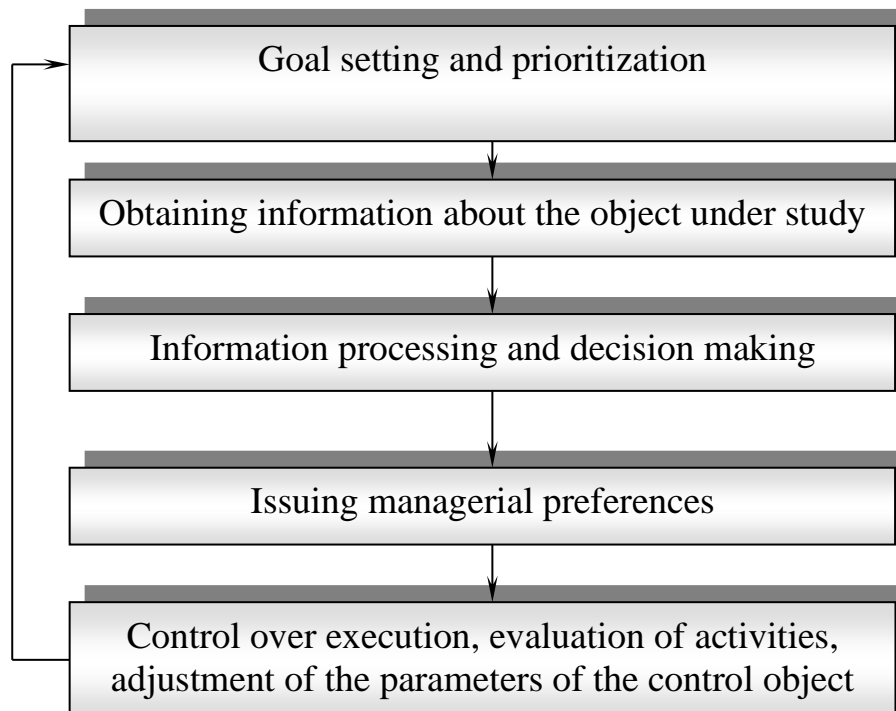 Goal setting and prioritization
Obtaining information about the object under study
Information processing and decision making
Issuing managerial preferences
Control over execution, evaluation of activities,
adjustment of the parameters of the control object